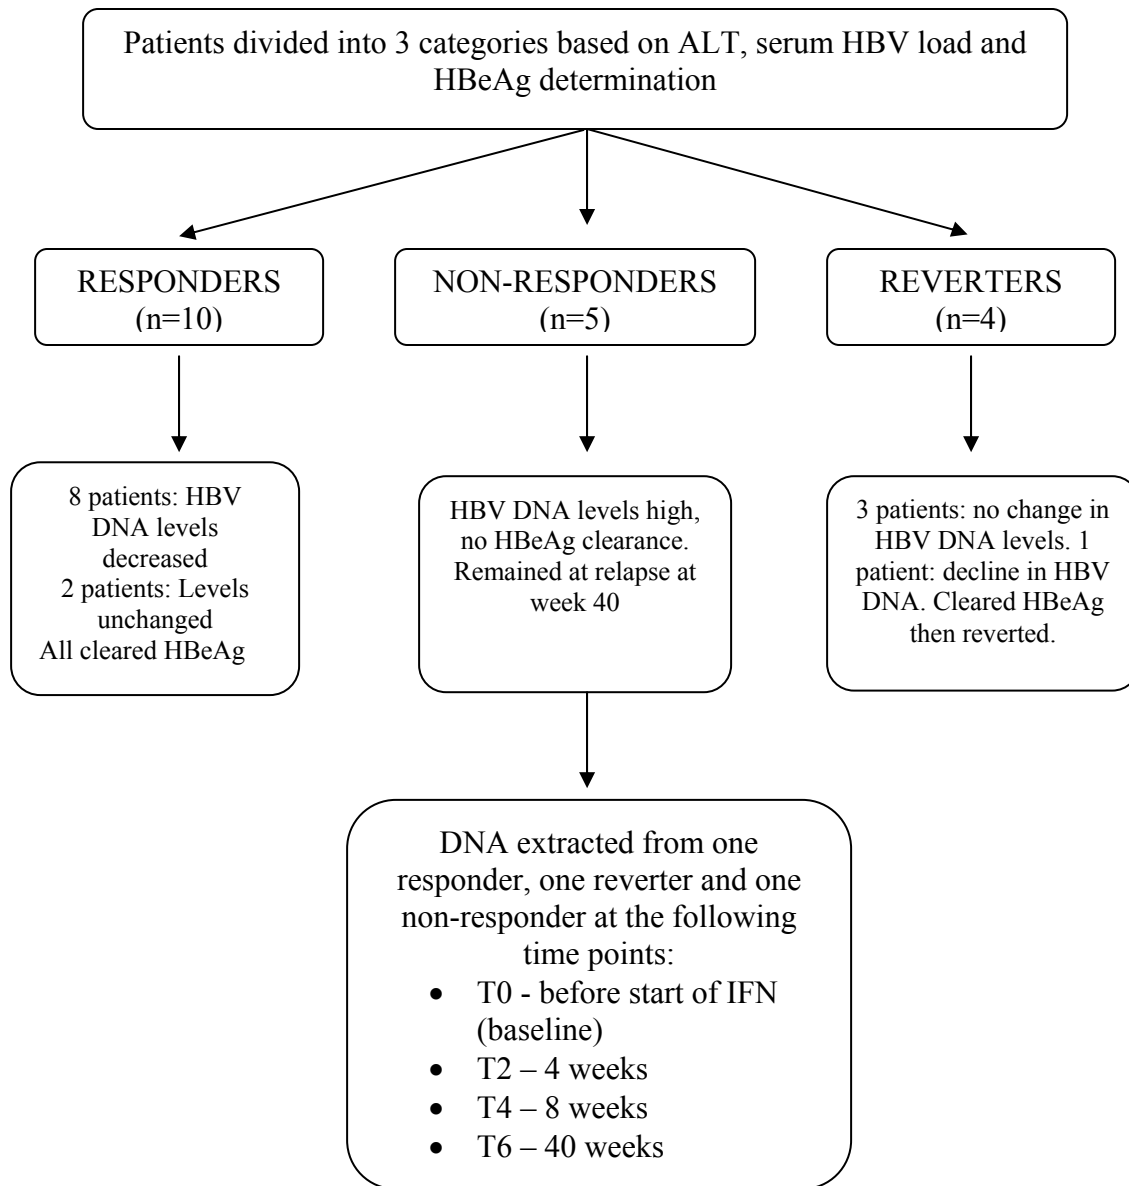 Patients divided into 3 categories based on ALT, serum HBV load and
HBeAg determination
RESPONDERS
(n=10)
NON-RESPONDERS
(n=5)
REVERTERS
(n=4)
8 patients: HBV
DNA levels
decreased
2 patients: Levels
unchanged
All cleared HBeAg
HBV DNA levels high,
no HBeAg clearance.
Remained at relapse at
week 40
3 patients: no change in
HBV DNA levels. 1
patient: decline in HBV
DNA. Cleared HBeAg
then reverted.
DNA extracted from one
responder, one reverter and one
non-responder at the following
time points:
• T0 - before start of IFN
(baseline)
• T2 – 4 weeks
• T4 – 8 weeks
• T6 – 40 weeks